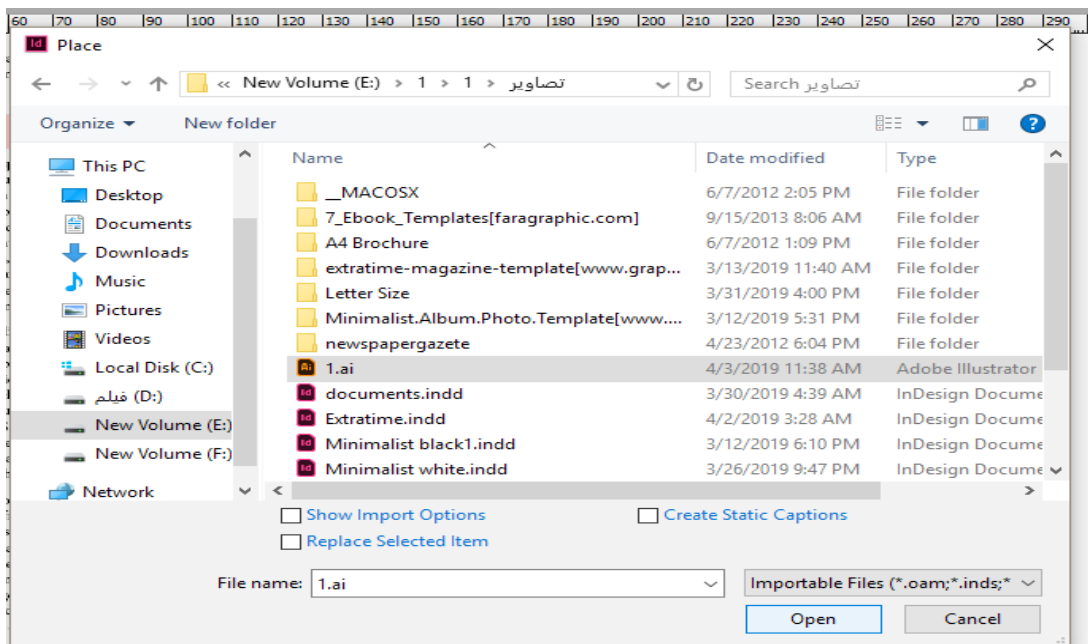 60 70 80 90 100 110 120 130 140 150 160 170 180 190 200 210 220 230 240 250 260 270 280 290
Id Place
« New Volume (E:) > 1 > 1 > تصاویر
Search تصاویر
Organize New folder ?
Name Date modified Type
This PC
Desktop
Documents
Downloads
Music
Pictures
Videos
Local Disk (C:)
فیلم (D:)
New Volume (E:)
New Volume (F:)
Network
__MACOSX 6/7/2012 2:05 PM File folder
7_Ebook_Templates[faragraphic.com] 9/15/2013 8:06 AM File folder
A4 Brochure 6/7/2012 1:09 PM File folder
extratime-magazine-template[www.grap... 3/13/2019 11:40 AM File folder
Letter Size 3/31/2019 4:00 PM File folder
Minimalist.Album.Photo.Template[www.... 3/12/2019 5:31 PM File folder
newspapergazete 4/23/2012 6:04 PM File folder
Ai 1.ai 4/3/2019 11:38 AM Adobe Illustrator
Id documents.indd 3/30/2019 4:39 AM InDesign Docume
Id Extratime.indd 4/2/2019 3:28 AM InDesign Docume
Id Minimalist black1.indd 3/12/2019 6:10 PM InDesign Docume
Id Minimalist white.indd 3/26/2019 9:47 PM InDesign Docume
Show Import Options Create Static Captions
Replace Selected Item
File name: 1.ai Importable Files (*.oam;*.inds;*
Open Cancel